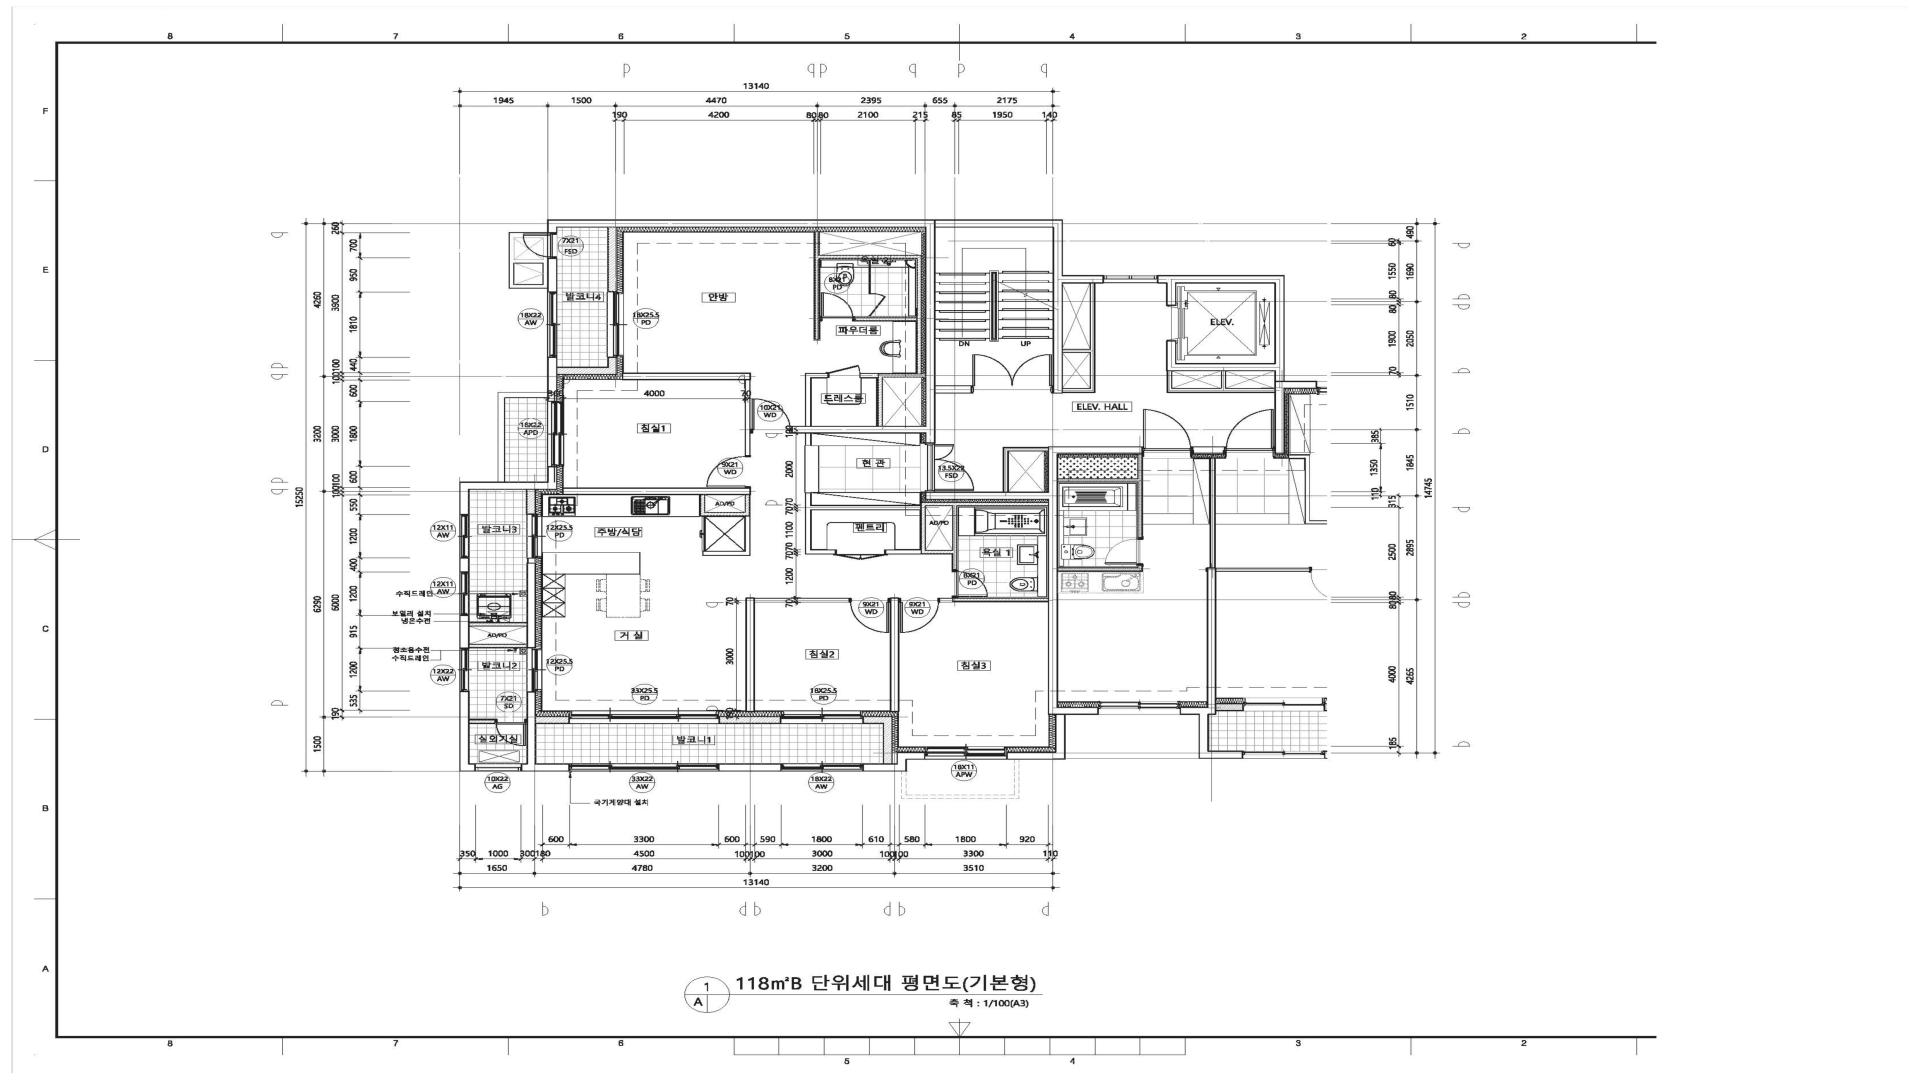 8 7 6 5 4 3 2
F
E
D
C
B
A
13140
1945 1500 4470 2395 655 2175
190 4200 80 80 2100 215 85 1950 140
15250
4260 3200 6290 1500
260 3900 100 100 3000 100 100 6000 190
700 950 1810 440 600 1800 600 550 1200 400 1200 915 1200 535
7X21
FSD
발코니4
18X22
AW
안방
18X25.5
PD
욕실 2
8X21
PD
파우더룸
드레스룸
DN UP
ELEV.
ELEV. HALL
4000 70
18X22
APD
침실1
10X21
WD
9X21
WD
현 관
13.5X22
FSD
2000
7070
1100
7070
1200
70
발코니3
12X11
AW
12X25.5
PD
주방/식당
AD/PD
펜트리
AD/PD
욕실 1
8X21
PD
12X11
AW
수직드레인
보일러 설치
냉온수전
AD/PD
청소용수전
수직드레인
발코니2
12X22
AW
7X21
SD
실외기실
10X22
AG
거 실
12X25.5
PD
33X25.5
PD
70
3000
침실2
9X21
WD
9X21
WD
18X25.5
PD
침실3
발코니1
33X22
AW
18X22
AW
18X11
APW
국기게양대 설치
490 1690 2050 1510 1845 315 2895 4265
14745
60 1550 80 80 1900 70 385 1350 110 2500 80 80 4000 185
600 3300 600 590 1800 610 580 1800 920
350 1000 300 180 4500 100 100 3000 100 100 3300 110
1650 4780 3200 3510
13140
1
A
118㎡B 단위세대 평면도(기본형)
축 척 : 1/100(A3)
8 7 6 5 4 3 2